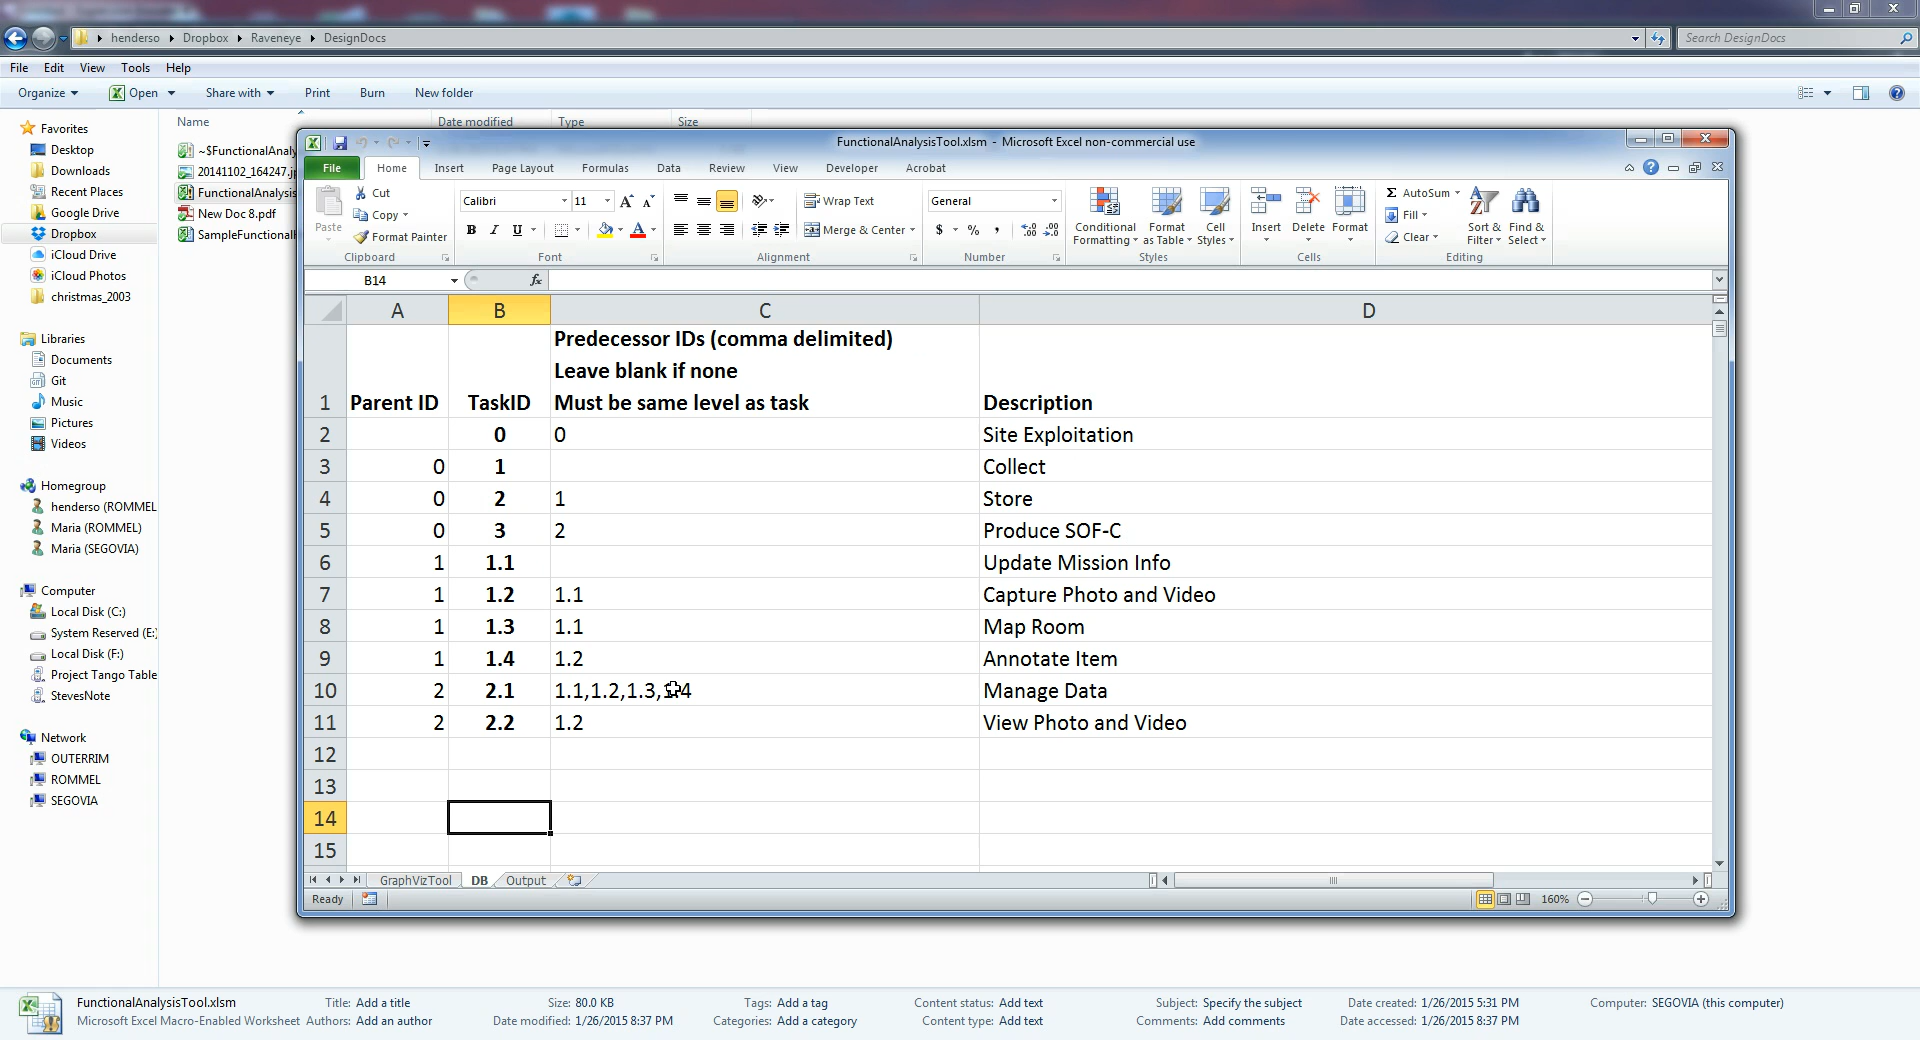 henderso
Dropbox
Raveneye
DesignDocs
Search DesignDocs
File Edit View Tools Help
Organize Open Share with Print Burn New folder
Name Date modified Type Size
Favorites
Desktop
Downloads
Recent Places
Google Drive
Dropbox
iCloud Drive
iCloud Photos
christmas_2003
Libraries
Documents
Git
Music
Pictures
Videos
Homegroup
henderso (ROMMEL
Maria (ROMMEL)
Maria (SEGOVIA)
Computer
Local Disk (C:)
System Reserved (E:)
Local Disk (F:)
Project Tango Table
StevesNote
Network
OUTERRIM
ROMMEL
SEGOVIA
~$FunctionalAnaly
20141102_164247.j
FunctionalAnalysis
New Doc 8.pdf
SampleFunctional
FunctionalAnalysisTool.xlsm - Microsoft Excel non-commercial use
File Home Insert Page Layout Formulas Data Review View Developer Acrobat
Paste
Cut
Copy
Format Painter
Clipboard
Calibri 11
B I U
Font
Wrap Text
Merge & Center
Alignment
General
$ % ,
Number
Conditional Formatting
Format as Table
Cell Styles
Styles
Insert Delete Format
Cells
AutoSum
Fill
Clear
Sort & Filter
Find & Select
Editing
B14 fx
A B C D
Predecessor IDs (comma delimited)
Leave blank if none
1 Parent ID TaskID Must be same level as task Description
2 0 0 Site Exploitation
3 0 1 Collect
4 0 2 1 Store
5 0 3 2 Produce SOF-C
6 1 1.1 Update Mission Info
7 1 1.2 1.1 Capture Photo and Video
8 1 1.3 1.1 Map Room
9 1 1.4 1.2 Annotate Item
10 2 2.1 1.1,1.2,1.3,1.4 Manage Data
11 2 2.2 1.2 View Photo and Video
12
13
14
15
GraphVizTool DB Output
Ready 160%
FunctionalAnalysisTool.xlsm Title: Add a title Size: 80.0 KB Tags: Add a tag Content status: Add text Subject: Specify the subject Date created: 1/26/2015 5:31 PM Computer: SEGOVIA (this computer)
Microsoft Excel Macro-Enabled Worksheet Authors: Add an author Date modified: 1/26/2015 8:37 PM Categories: Add a category Content type: Add text Comments: Add comments Date accessed: 1/26/2015 8:37 PM